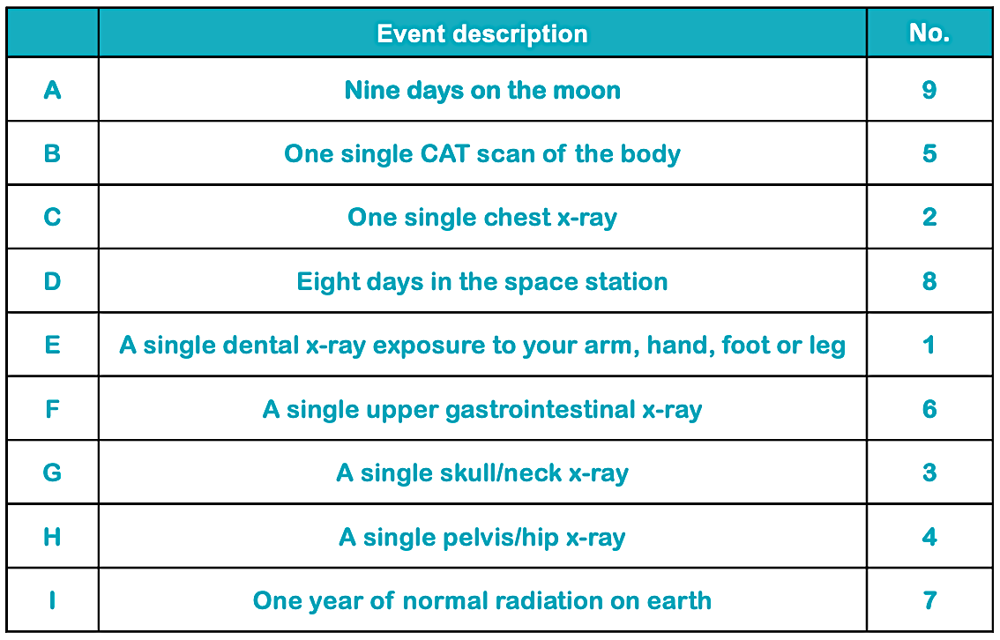 Event description No.
A Nine days on the moon 9
B One single CAT scan of the body 5
C One single chest x-ray 2
D Eight days in the space station 8
E A single dental x-ray exposure to your arm, hand, foot or leg 1
F A single upper gastrointestinal x-ray 6
G A single skull/neck x-ray 3
H A single pelvis/hip x-ray 4
I One year of normal radiation on earth 7